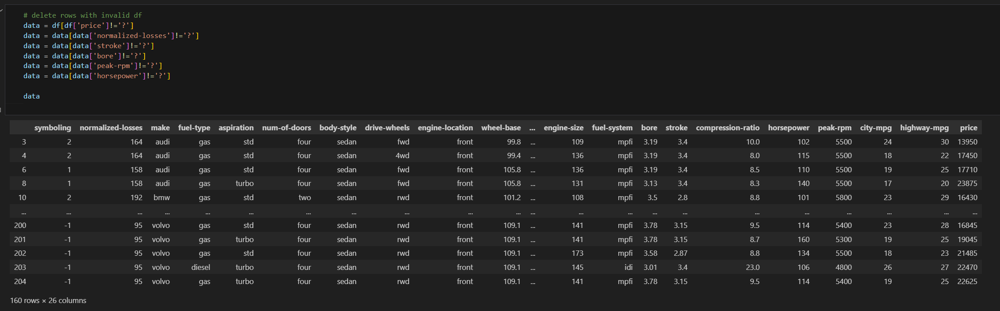 # delete rows with invalid df
data = df[df['price']!='?']
data = data[data['normalized-losses']!='?']
data = data[data['stroke']!='?']
data = data[data['bore']!='?']
data = data[data['peak-rpm']!='?']
data = data[data['horsepower']!='?']
data
symboling normalized-losses make fuel-type aspiration num-of-doors body-style drive-wheels engine-location wheel-base ... engine-size fuel-system bore stroke compression-ratio horsepower peak-rpm city-mpg highway-mpg price
3 2 164 audi gas std four sedan fwd front 99.8 ... 109 mpfi 3.19 3.4 10.0 102 5500 24 30 13950
4 2 164 audi gas std four sedan 4wd front 99.4 ... 136 mpfi 3.19 3.4 8.0 115 5500 18 22 17450
6 1 158 audi gas std four sedan fwd front 105.8 ... 136 mpfi 3.19 3.4 8.5 110 5500 19 25 17710
8 1 158 audi gas turbo four sedan fwd front 105.8 ... 131 mpfi 3.13 3.4 8.3 140 5500 17 20 23875
10 2 192 bmw gas std two sedan rwd front 101.2 ... 108 mpfi 3.5 2.8 8.8 101 5800 23 29 16430
... ... ... ... ... ... ... ... ... ... ... ... ... ... ... ... ... ... ... ... ... ...
200 -1 95 volvo gas std four sedan rwd front 109.1 ... 141 mpfi 3.78 3.15 9.5 114 5400 23 28 16845
201 -1 95 volvo gas turbo four sedan rwd front 109.1 ... 141 mpfi 3.78 3.15 8.7 160 5300 19 25 19045
202 -1 95 volvo gas std four sedan rwd front 109.1 ... 173 mpfi 3.58 2.87 8.8 134 5500 18 23 21485
203 -1 95 volvo diesel turbo four sedan rwd front 109.1 ... 145 idi 3.01 3.4 23.0 106 4800 26 27 22470
204 -1 95 volvo gas turbo four sedan rwd front 109.1 ... 141 mpfi 3.78 3.15 9.5 114 5400 19 25 22625
160 rows × 26 columns